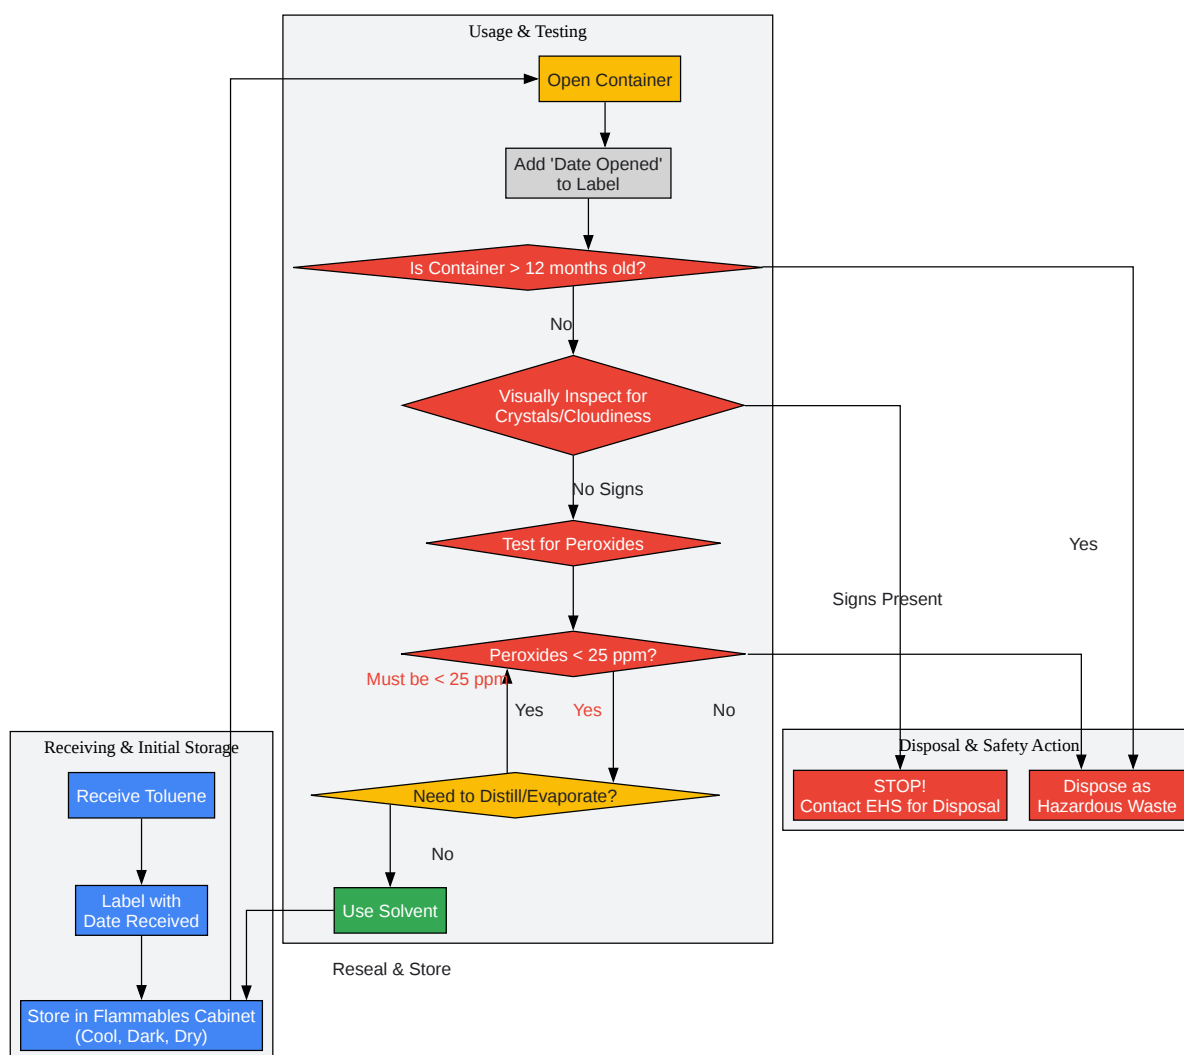 Usage & Testing
Open Container
Add 'Date Opened'
to Label
Is Container > 12 months old?
No
Visually Inspect for
Crystals/Cloudiness
No Signs
Test for Peroxides
Yes
Signs Present
Peroxides < 25 ppm?
Must be < 25 ppm
Yes
Yes
No
Receiving & Initial Storage
Disposal & Safety Action
Receive Toluene
Need to Distill/Evaporate?
STOP!
Contact EHS for Disposal
Dispose as
Hazardous Waste
No
Label with
Date Received
Use Solvent
Reseal & Store
Store in Flammables Cabinet
(Cool, Dark, Dry)